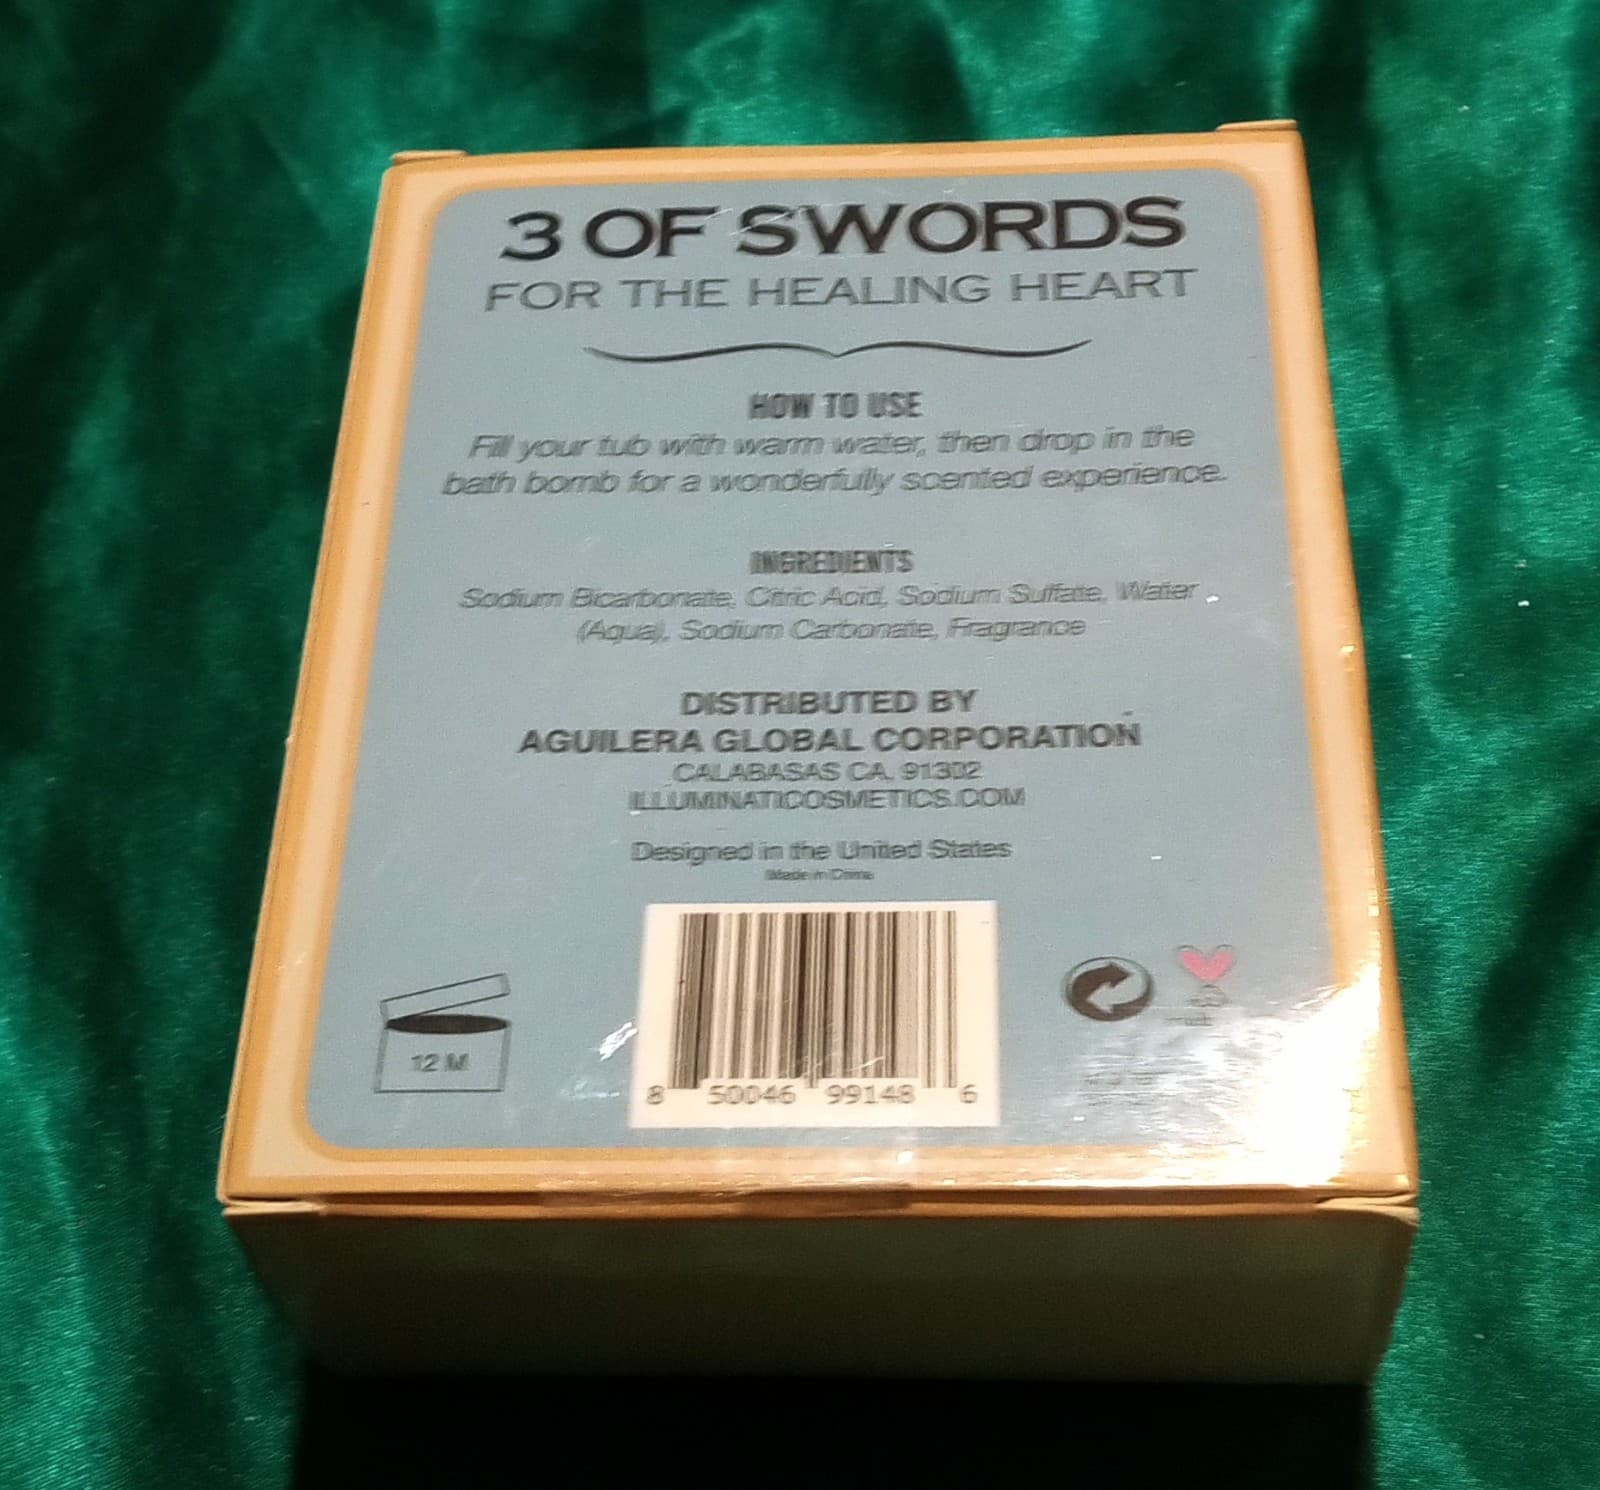 3 OF SWORDS
FOR THE HEALING HEART
HOW TO USE
Fill your tub with warm water, then drop in the
bath bomb for a wonderfully scented experience.
INGREDIENTS
Sodium Bicarbonate, Citric Acid, Sodium Sulfate, Water
(Aqua), Sodium Carbonate, Fragrance
DISTRIBUTED BY
AGUILERA GLOBAL CORPORATION
CALABASAS CA, 91302
ILLUMINATICOSMETICS.COM
Designed in the United States
Made in China
12 M
8 50046 99148 6